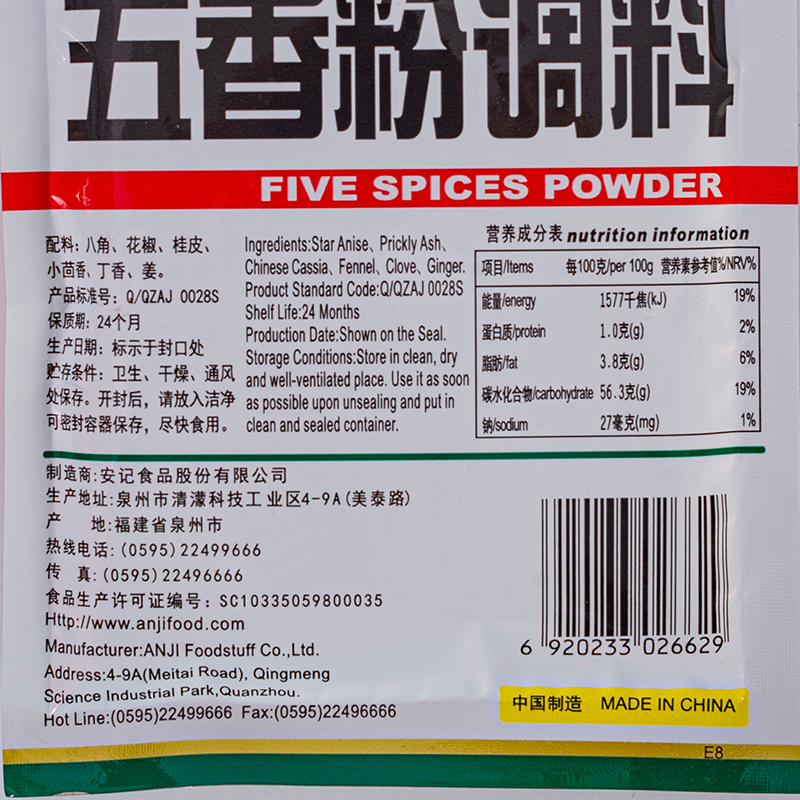 五香粉调料
FIVE SPICES POWDER
配料: 八角、花椒、桂皮、
小茴香、丁香、姜。
产品标准号: Q/QZAJ 0028S
保质期: 24个月
生产日期: 标示于封口处
贮存条件: 卫生、干燥、通风
处保存。开封后, 请放入洁净
可密封容器保存, 尽快食用。
Ingredients:Star Anise、Prickly Ash、
Chinese Cassia、Fennel、Clove、Ginger.
Product Standard Code:Q/QZAJ 0028S
Shelf Life:24 Months
Production Date:Shown on the Seal.
Storage Conditions:Store in clean, dry
and well-ventilated place. Use it as soon
as possible upon unsealing and put in
clean and sealed container.
营养成分表 nutrition information
项目/Items 每100克/per 100g 营养素参考值%/NRV%
能量/energy 1577千焦(kJ) 19%
蛋白质/protein 1.0克(g) 2%
脂肪/fat 3.8克(g) 6%
碳水化合物/carbohydrate 56.3克(g) 19%
钠/sodium 27毫克(mg) 1%
制造商:安记食品股份有限公司
生产地址:泉州市清濛科技工业区4-9A(美泰路)
产 地:福建省泉州市
热线电话: (0595)22499666
传 真: (0595)22496666
食品生产许可证编号: SC10335059800035
Http://www.anjifood.com
Manufacturer:ANJI Foodstuff Co.,Ltd.
Address:4-9A(Meitai Road), Qingmeng
Science Industrial Park,Quanzhou.
Hot Line:(0595)22499666 Fax:(0595)22496666
6 920233 026629
中国制造 MADE IN CHINA
E8